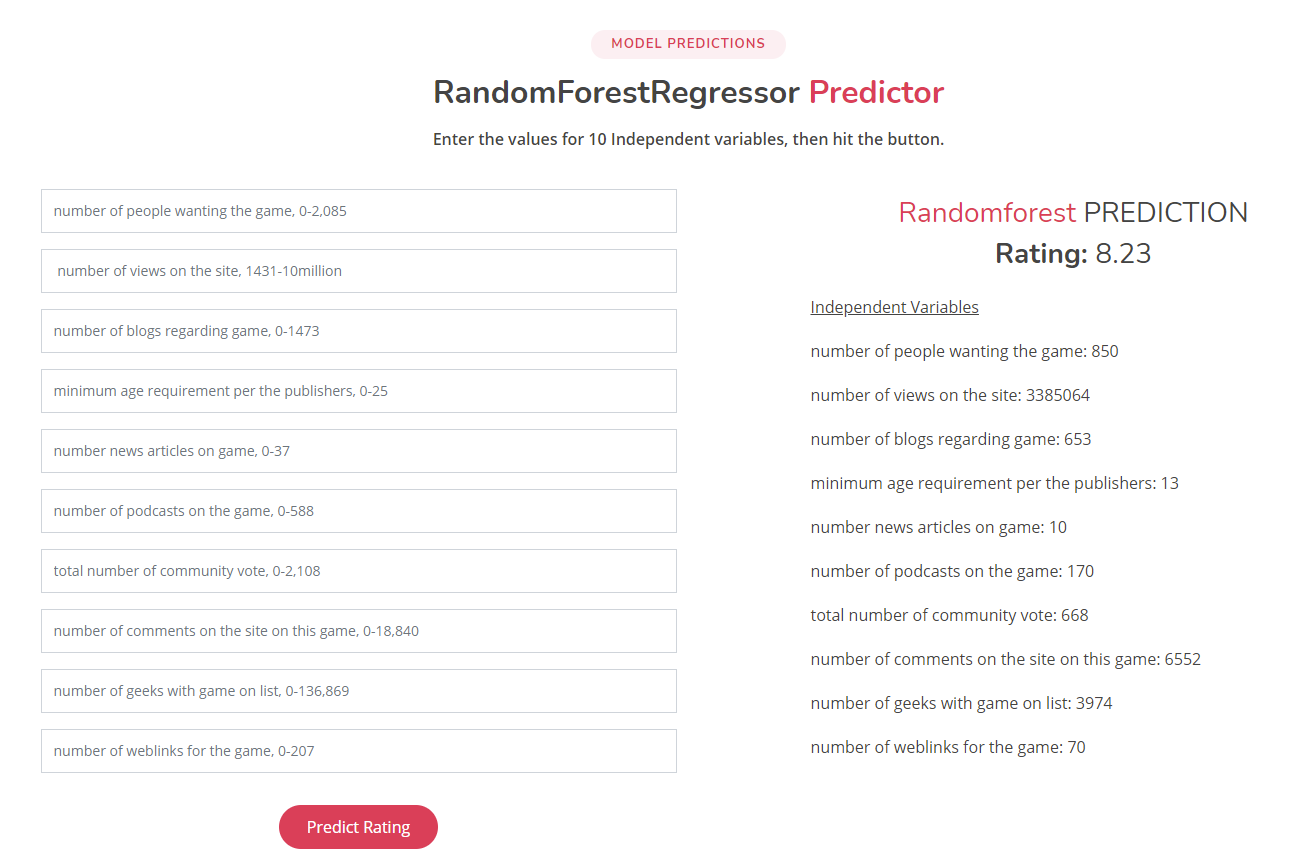 MODEL PREDICTIONS
RandomForestRegressor Predictor
Enter the values for 10 Independent variables, then hit the button.
number of people wanting the game, 0-2,085
number of views on the site, 1431-10million
number of blogs regarding game, 0-1473
minimum age requirement per the publishers, 0-25
number news articles on game, 0-37
number of podcasts on the game, 0-588
total number of community vote, 0-2,108
number of comments on the site on this game, 0-18,840
number of geeks with game on list, 0-136,869
number of weblinks for the game, 0-207
Predict Rating
Randomforest PREDICTION
Rating: 8.23
Independent Variables
number of people wanting the game: 850
number of views on the site: 3385064
number of blogs regarding game: 653
minimum age requirement per the publishers: 13
number news articles on game: 10
number of podcasts on the game: 170
total number of community vote: 668
number of comments on the site on this game: 6552
number of geeks with game on list: 3974
number of weblinks for the game: 70